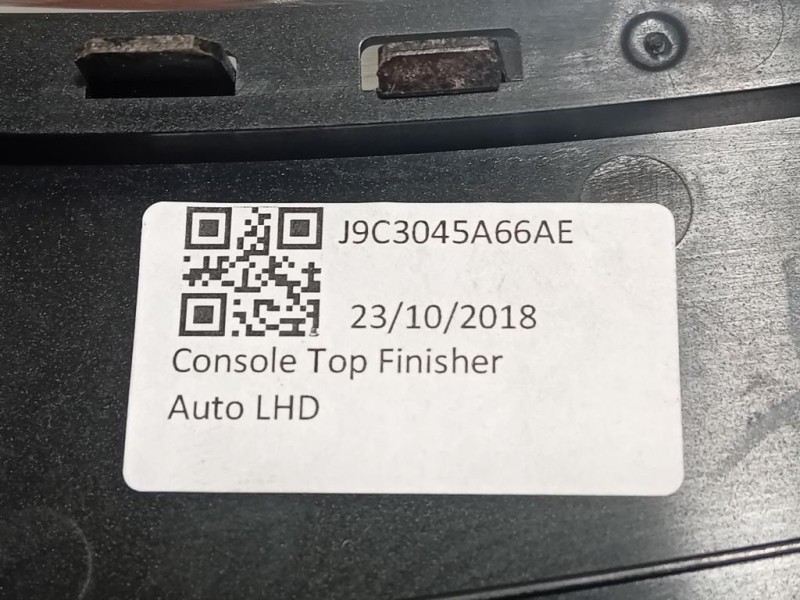 J9C3045A66AE
23/10/2018
Console Top Finisher
Auto LHD